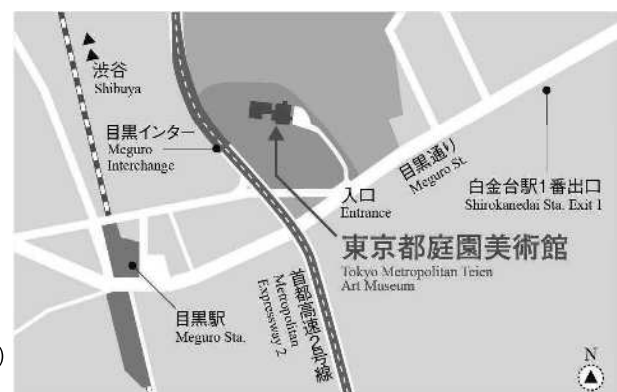 渋谷
Shibuya
目黒インター
Meguro
Interchange
目黒通り
Meguro St.
入口
Entrance
白金台駅1番出口
Shirokanedai Sta. Exit 1
東京都庭園美術館
Tokyo Metropolitan Teien
Art Museum
目黒駅
Meguro Sta.
首都高速2号線
Metropolitan
Expressway 2
)
N